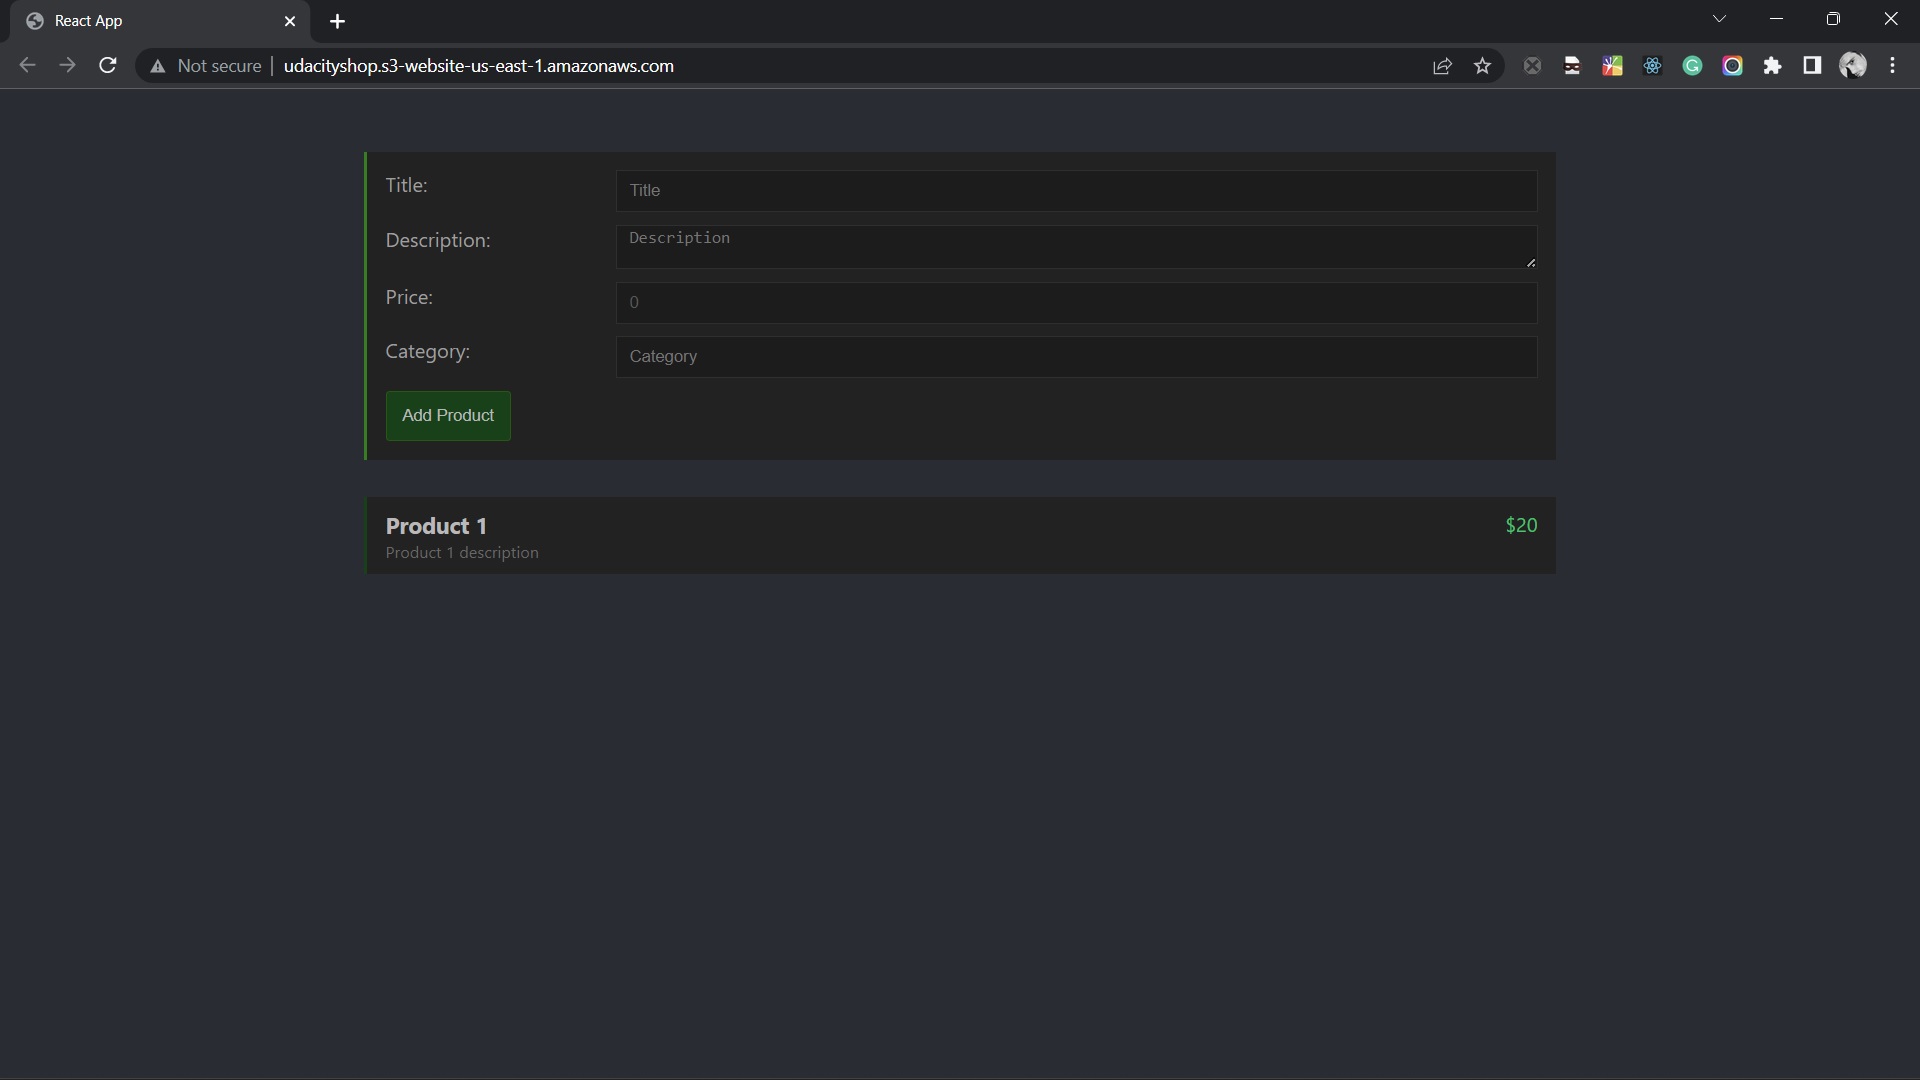 React App
Not secure udacityshop.s3-website-us-east-1.amazonaws.com
Title: Title
Description: Description
Price: 0
Category: Category
Add Product
Product 1 $20
Product 1 description